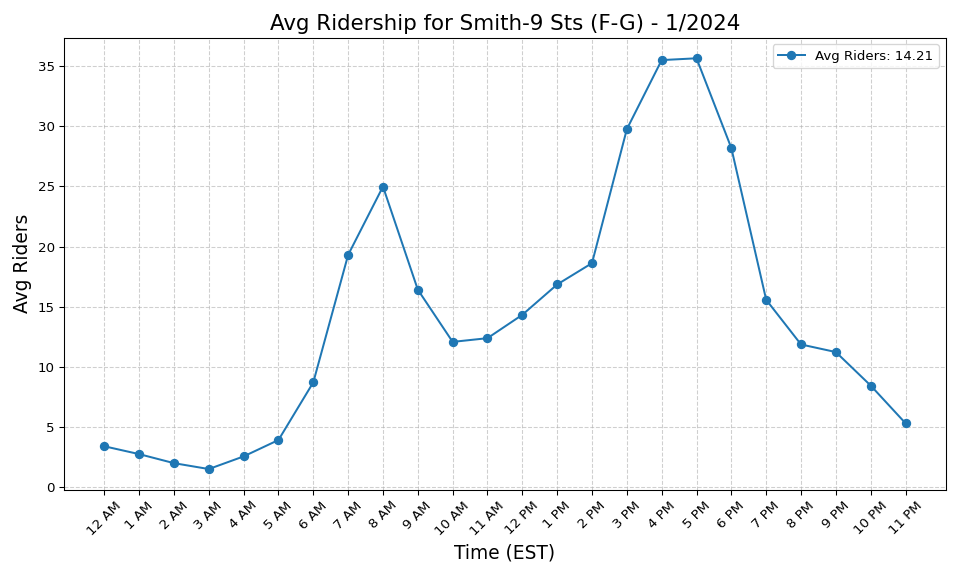 Avg Ridership for Smith-9 Sts (F-G) - 1/2024
Avg Riders: 14.21
Avg Riders
35
30
25
20
15
10
5
0
12 AM
1 AM
2 AM
3 AM
4 AM
5 AM
6 AM
7 AM
8 AM
9 AM
10 AM
11 AM
12 PM
1 PM
2 PM
3 PM
4 PM
5 PM
6 PM
7 PM
8 PM
9 PM
10 PM
11 PM
Time (EST)